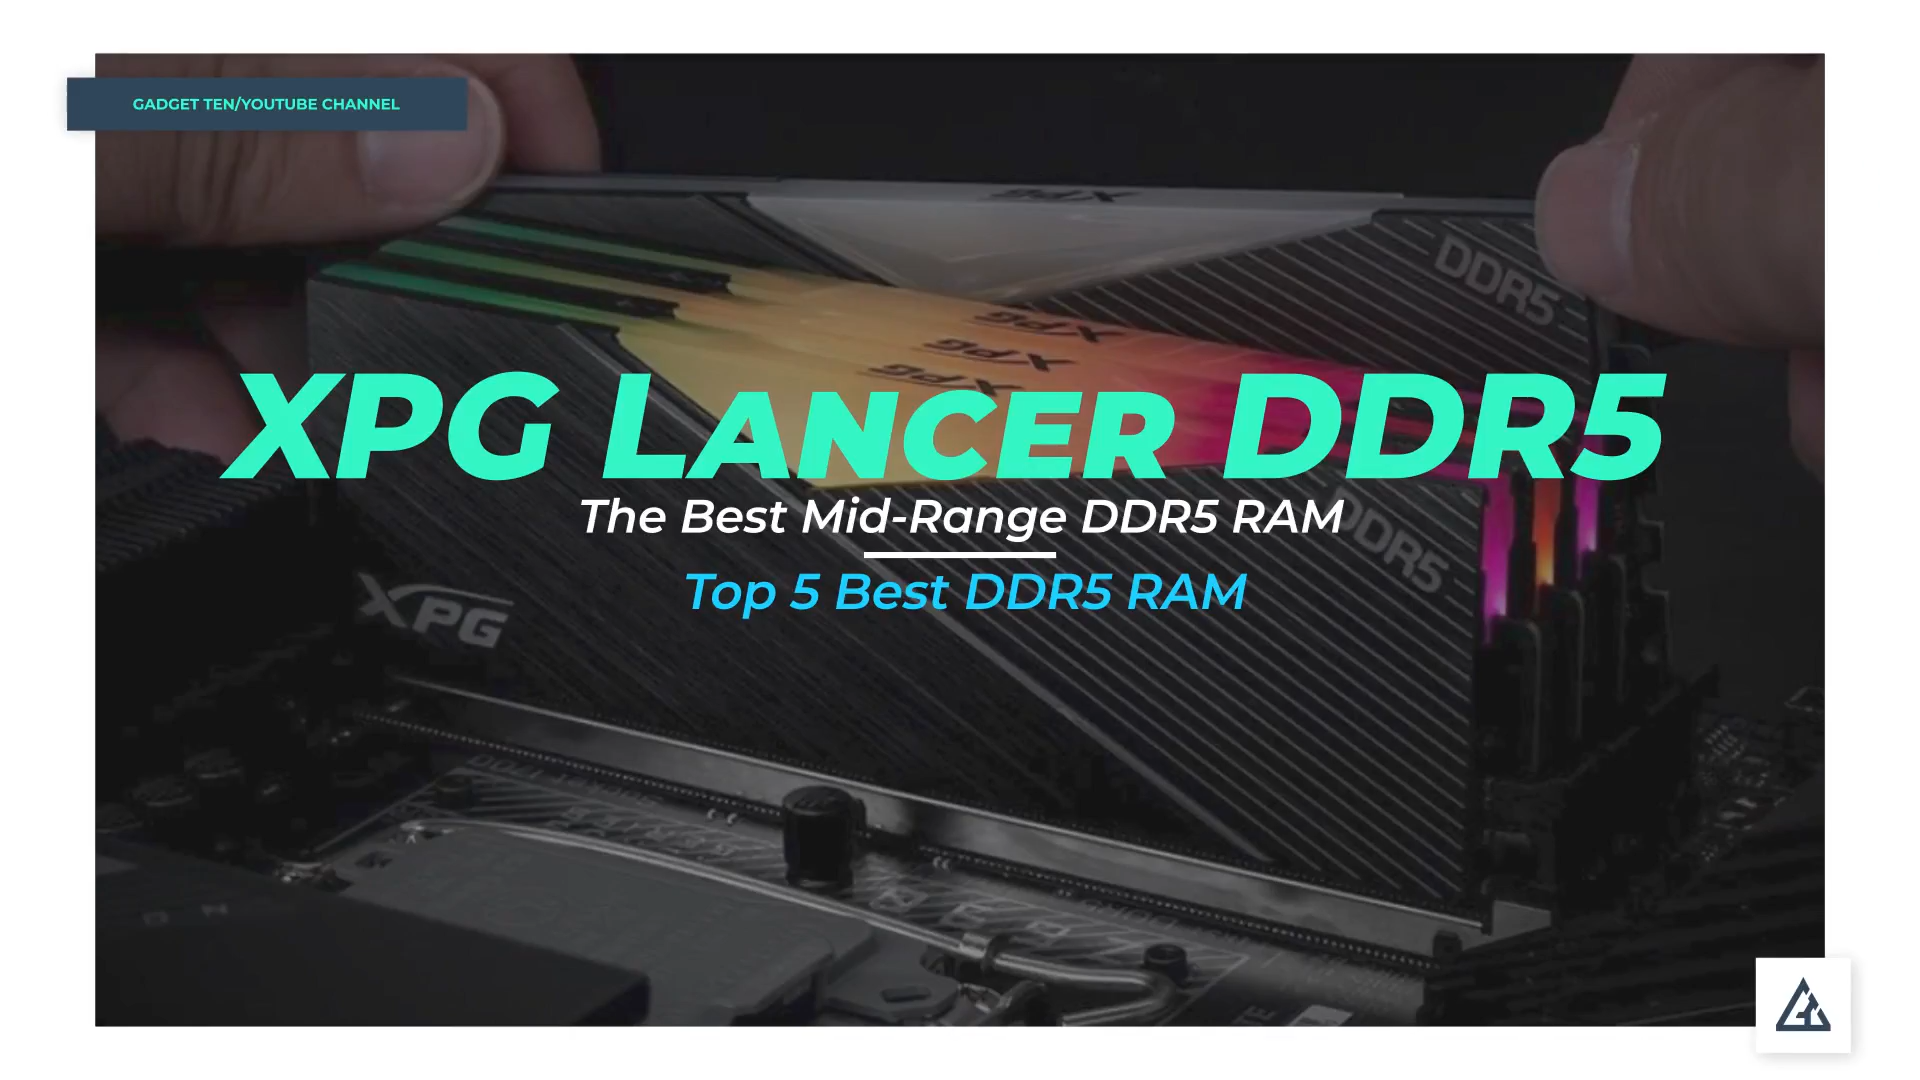 GADGET TEN/YOUTUBE CHANNEL
XPG
DDR5
XPG
XPG
XPG
XPG LANCER DDR5
The Best Mid-Range DDR5 RAM
DDR5
Top 5 Best DDR5 RAM
XPG